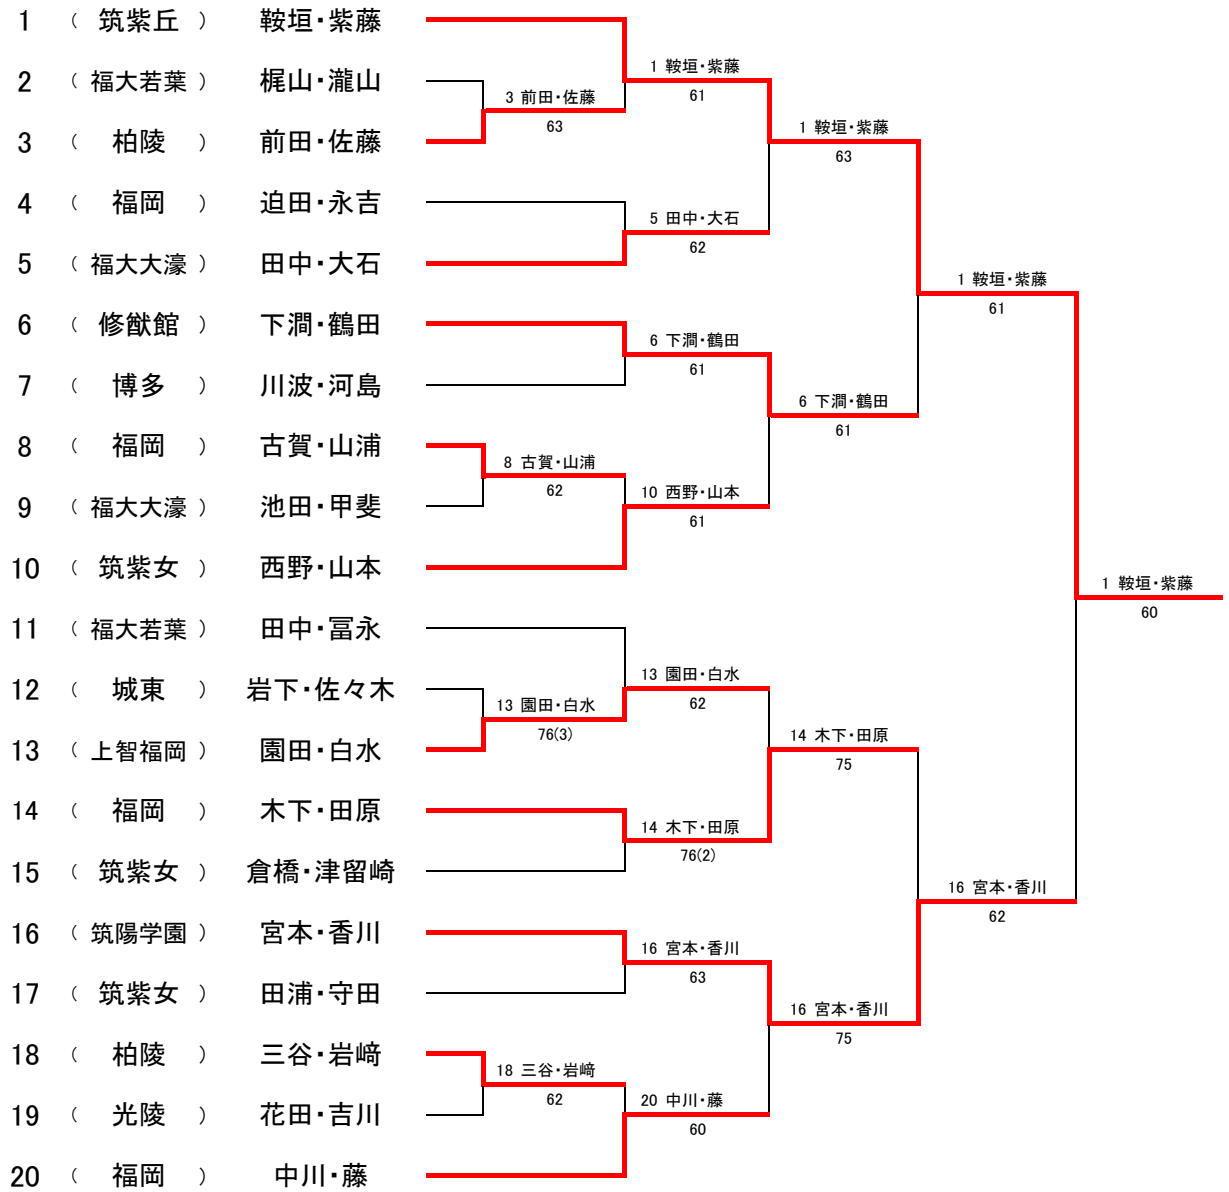 1 （ 筑紫丘 ） 鞍垣・紫藤
2 （ 福大若葉 ） 梶山・瀧山
3 （ 柏陵 ） 前田・佐藤
4 （ 福岡 ） 迫田・永吉
5 （ 福大大濠 ） 田中・大石
6 （ 修猷館 ） 下澗・鶴田
7 （ 博多 ） 川波・河島
8 （ 福岡 ） 古賀・山浦
9 （ 福大大濠 ） 池田・甲斐
10 （ 筑紫女 ） 西野・山本
11 （ 福大若葉 ） 田中・冨永
12 （ 城東 ） 岩下・佐々木
13 （ 上智福岡 ） 園田・白水
14 （ 福岡 ） 木下・田原
15 （ 筑紫女 ） 倉橋・津留崎
16 （ 筑陽学園 ） 宮本・香川
17 （ 筑紫女 ） 田浦・守田
18 （ 柏陵 ） 三谷・岩﨑
19 （ 光陵 ） 花田・吉川
20 （ 福岡 ） 中川・藤
3 前田・佐藤
63
8 古賀・山浦
62
13 園田・白水
76(3)
18 三谷・岩﨑
62
1 鞍垣・紫藤
61
5 田中・大石
62
6 下澗・鶴田
61
10 西野・山本
61
13 園田・白水
62
14 木下・田原
76(2)
16 宮本・香川
63
20 中川・藤
60
1 鞍垣・紫藤
63
6 下澗・鶴田
61
14 木下・田原
75
16 宮本・香川
75
1 鞍垣・紫藤
61
16 宮本・香川
62
1 鞍垣・紫藤
60